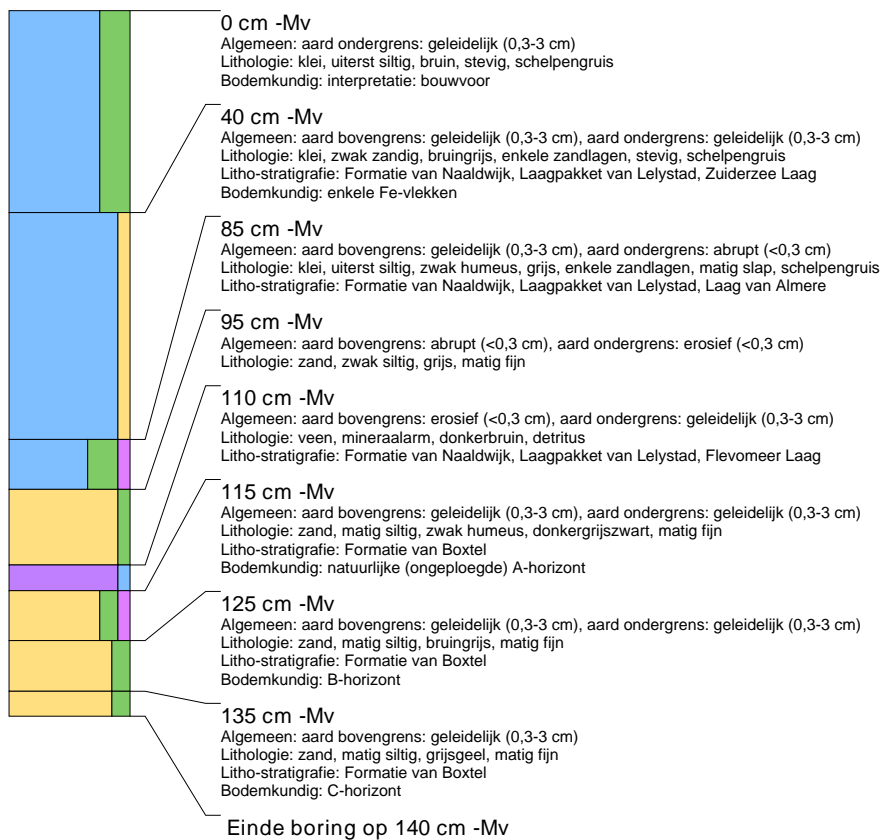 0 cm -Mv
Algemeen: aard ondergrens: geleidelijk (0,3-3 cm)
Lithologie: klei, uiterst siltig, bruin, stevig, schelpengruis
Bodemkundig: interpretatie: bouwvoor
40 cm -Mv
Algemeen: aard bovengrens: geleidelijk (0,3-3 cm), aard ondergrens: geleidelijk (0,3-3 cm)
Lithologie: klei, zwak zandig, bruingrijs, enkele zandlagen, stevig, schelpengruis
Litho-stratigrafie: Formatie van Naaldwijk, Laagpakket van Lelystad, Zuiderzee Laag
Bodemkundig: enkele Fe-vlekken
85 cm -Mv
Algemeen: aard bovengrens: geleidelijk (0,3-3 cm), aard ondergrens: abrupt (<0,3 cm)
Lithologie: klei, uiterst siltig, zwak humeus, grijs, enkele zandlagen, matig slap, schelpengruis
Litho-stratigrafie: Formatie van Naaldwijk, Laagpakket van Lelystad, Laag van Almere
95 cm -Mv
Algemeen: aard bovengrens: abrupt (<0,3 cm), aard ondergrens: erosief (<0,3 cm)
Lithologie: zand, zwak siltig, grijs, matig fijn
110 cm -Mv
Algemeen: aard bovengrens: erosief (<0,3 cm), aard ondergrens: geleidelijk (0,3-3 cm)
Lithologie: veen, mineraalarm, donkerbruin, detritus
Litho-stratigrafie: Formatie van Naaldwijk, Laagpakket van Lelystad, Flevomeer Laag
115 cm -Mv
Algemeen: aard bovengrens: geleidelijk (0,3-3 cm), aard ondergrens: geleidelijk (0,3-3 cm)
Lithologie: zand, matig siltig, zwak humeus, donkergrijszwart, matig fijn
Litho-stratigrafie: Formatie van Boxtel
Bodemkundig: natuurlijke (ongeploegde) A-horizont
125 cm -Mv
Algemeen: aard bovengrens: geleidelijk (0,3-3 cm), aard ondergrens: geleidelijk (0,3-3 cm)
Lithologie: zand, matig siltig, bruingrijs, matig fijn
Litho-stratigrafie: Formatie van Boxtel
Bodemkundig: B-horizont
135 cm -Mv
Algemeen: aard bovengrens: geleidelijk (0,3-3 cm)
Lithologie: zand, matig siltig, grijsgeel, matig fijn
Litho-stratigrafie: Formatie van Boxtel
Bodemkundig: C-horizont
Einde boring op 140 cm -Mv